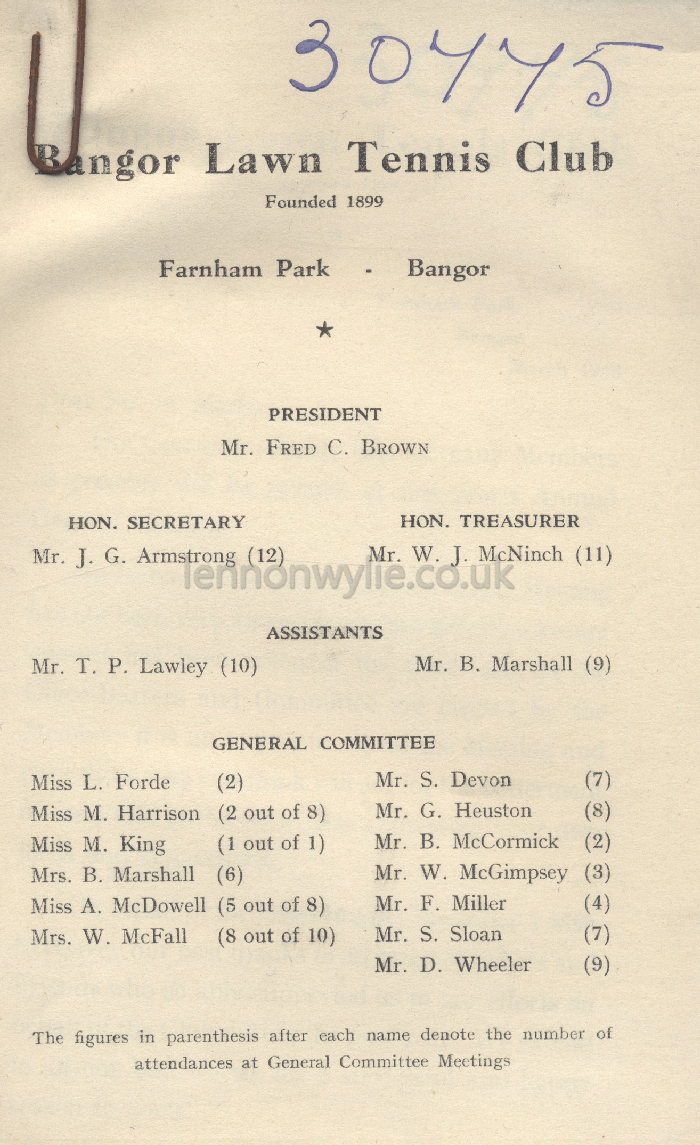 30775
Bangor Lawn Tennis Club
Founded 1899
Farnham Park - Bangor
PRESIDENT
Mr. Fred C. Brown
HON. SECRETARY HON. TREASURER
Mr. J. G. Armstrong (12) Mr. W. J. McNinch (11)
lennonwylie.co.uk
ASSISTANTS
Mr. T. P. Lawley (10) Mr. B. Marshall (9)
GENERAL COMMITTEE
Miss L. Forde (2) Mr. S. Devon (7)
Miss M. Harrison (2 out of 8) Mr. G. Heuston (8)
Miss M. King (1 out of 1) Mr. B. McCormick (2)
Mrs. B. Marshall (6) Mr. W. McGimpsey (3)
Miss A. McDowell (5 out of 8) Mr. F. Miller (4)
Mrs. W. McFall (8 out of 10) Mr. S. Sloan (7)
Mr. D. Wheeler (9)
The figures in parenthesis after each name denote the number of
attendances at General Committee Meetings